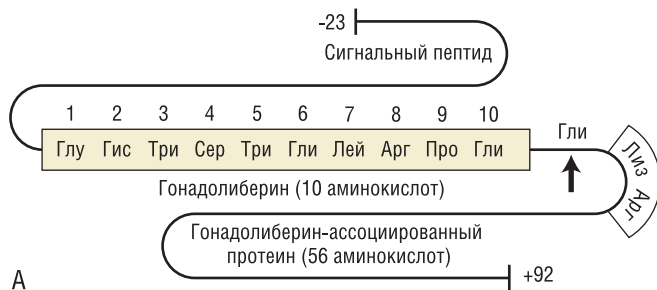 -23
Сигнальный пептид
1 2 3 4 5 6 7 8 9 10
Глу Гис Три Сер Три Гли Лей Арг Про Гли
Гли
Лиз
Арг
Гонадолиберин (10 аминокислот)
Гонадолиберин-ассоциированный
протеин (56 аминокислот)
+92
А